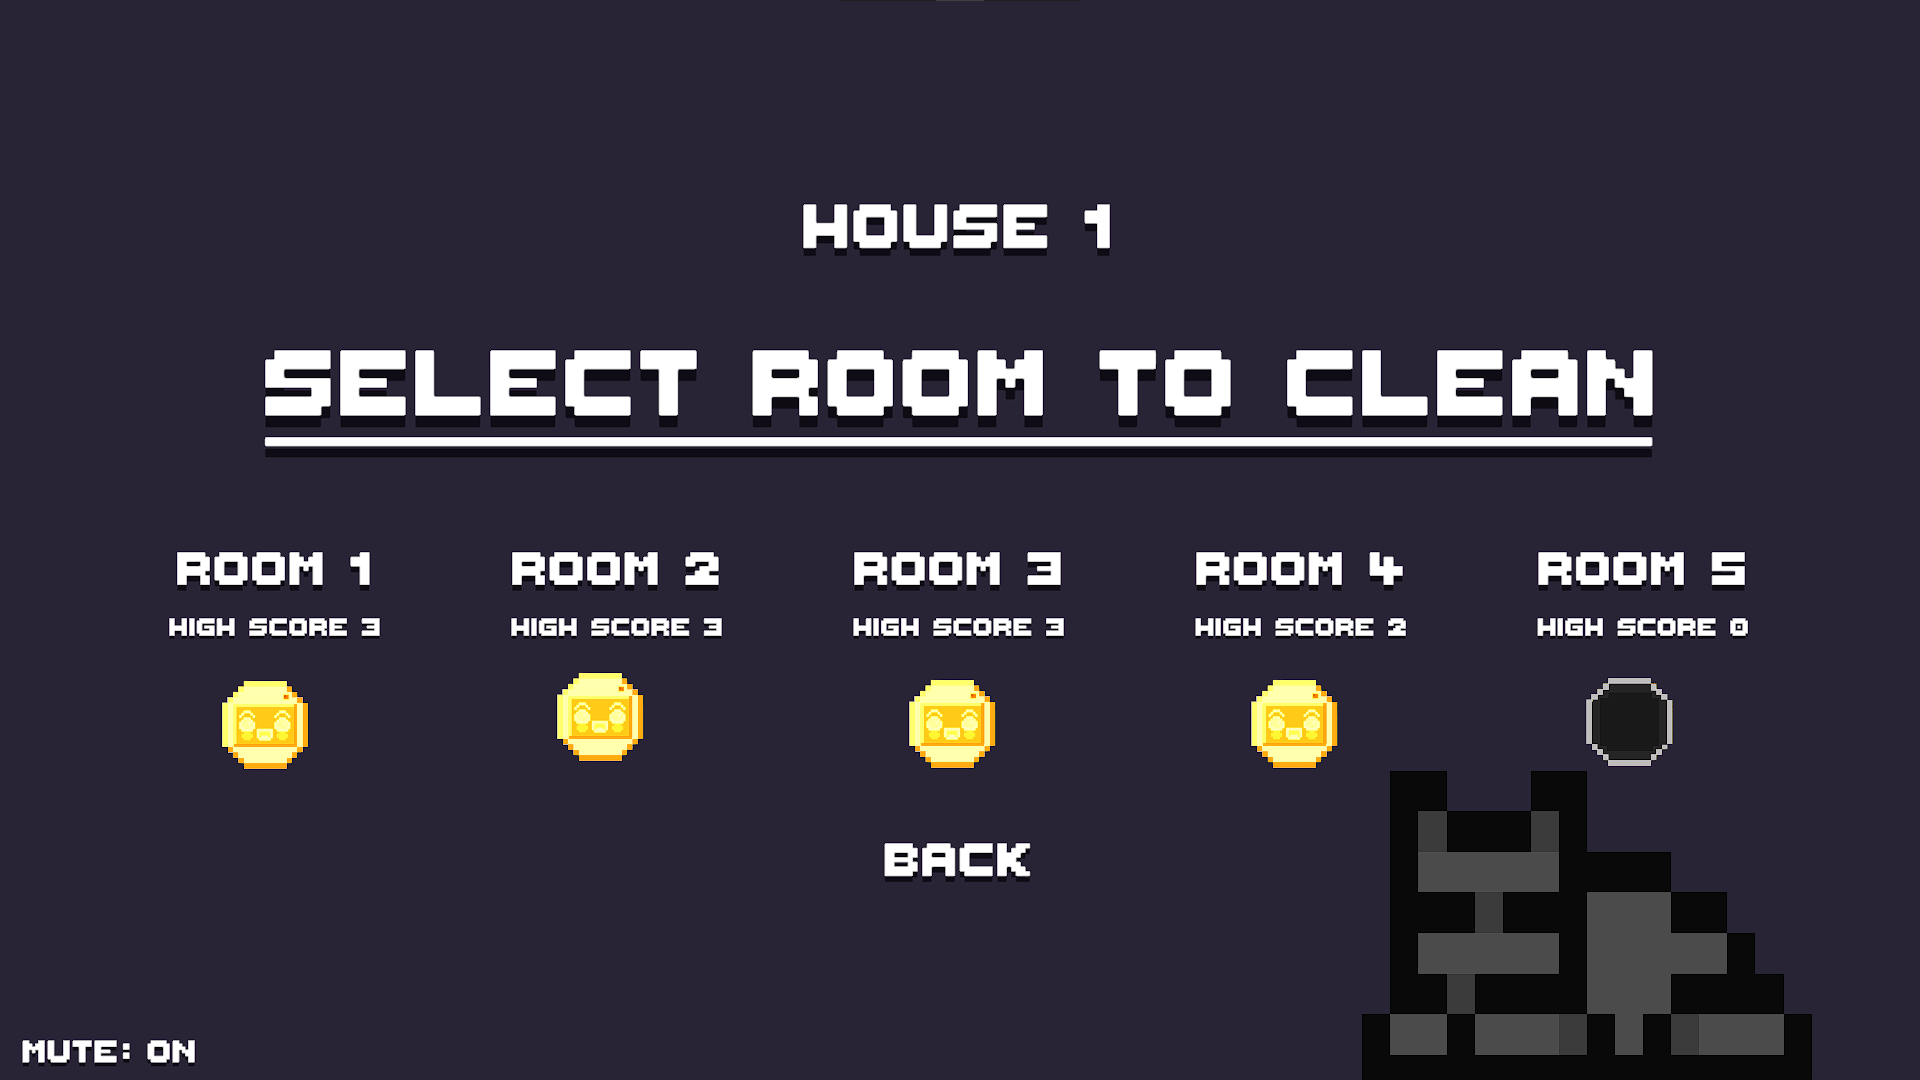 HOUSE 1
SELECT ROOM TO CLEAN
ROOM 1 ROOM 2 ROOM 3 ROOM 4 ROOM 5
HIGH SCORE 3 HIGH SCORE 3 HIGH SCORE 3 HIGH SCORE 2 HIGH SCORE 0
BACK
MUTE: ON